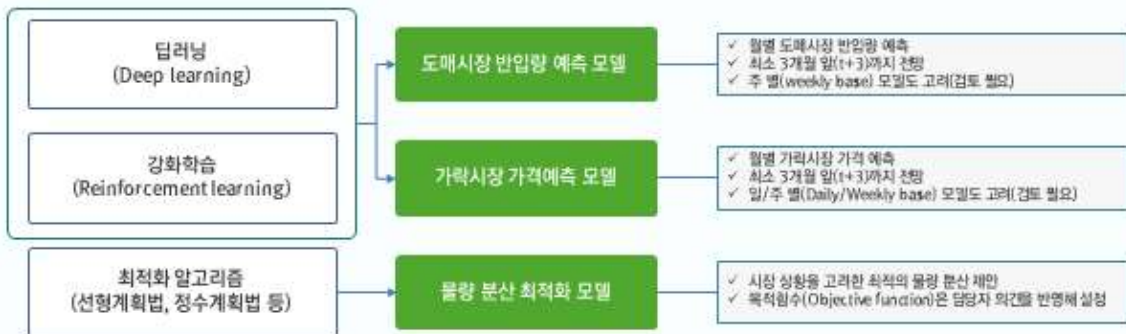 딥러닝
(Deep learning)
강화학습
(Reinforcement learning)
최적화 알고리즘
(선형계획법, 정수계획법 등)
도매시장 반입량 예측 모델
가락시장 가격예측 모델
물량 분산 최적화 모델
✓ 월별 도매시장 반입량 예측
✓ 최소 3개월 앞(t+3)까지 전망
✓ 주 별(weekly base) 모델도 고려(검토 필요)
✓ 월별 가락시장 가격 예측
✓ 최소 3개월 앞(t+3)까지 전망
✓ 일/주 별(Daily/Weekly base) 모델도 고려(검토 필요)
✓ 시장 상황을 고려한 최적의 물량 분산 제안
✓ 목적함수(Objective function)은 담당자 의견을 반영해 설정